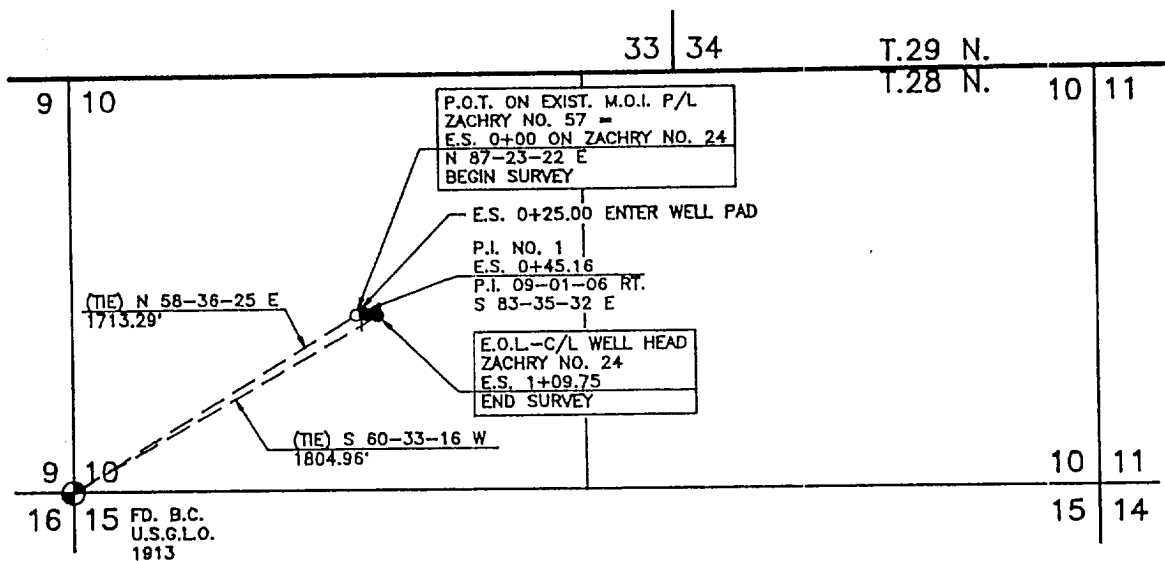 33 34
T.29 N.
T.28 N.
9 10
10 11
P.O.T. ON EXIST. M.O.I. P/L
ZACHRY NO. 57 =
E.S. 0+00 ON ZACHRY NO. 24
N 87-23-22 E
BEGIN SURVEY
E.S. 0+25.00 ENTER WELL PAD
P.I. NO. 1
E.S. 0+45.16
P.I. 09-01-06 RT.
S 83-35-32 E
(TIE) N 58-36-25 E
1713.29'
E.O.L.-C/L WELL HEAD
ZACHRY NO. 24
E.S. 1+09.75
END SURVEY
(TIE) S 60-33-16 W
1804.96'
9 10
10 11
16 15
15 14
FD. B.C.
U.S.G.L.O.
1913